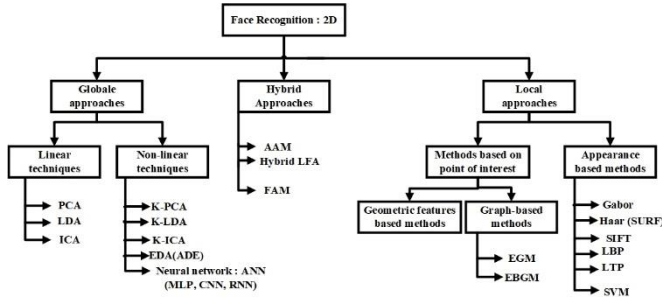 Face Recognition : 2D
Globale
approaches
Hybrid
Approaches
Local
approaches
Linear
techniques
Non-linear
techniques
AAM
Hybrid LFA
FAM
Methods based on
point of interest
Appearance
based methods
PCA
LDA
ICA
K-PCA
K-LDA
K-ICA
EDA(ADE)
Neural network : ANN
(MLP, CNN, RNN)
Geometric features
based methods
Graph-based
methods
EGM
EBGM
Gabor
Haar (SURF)
SIFT
LBP
LTP
SVM